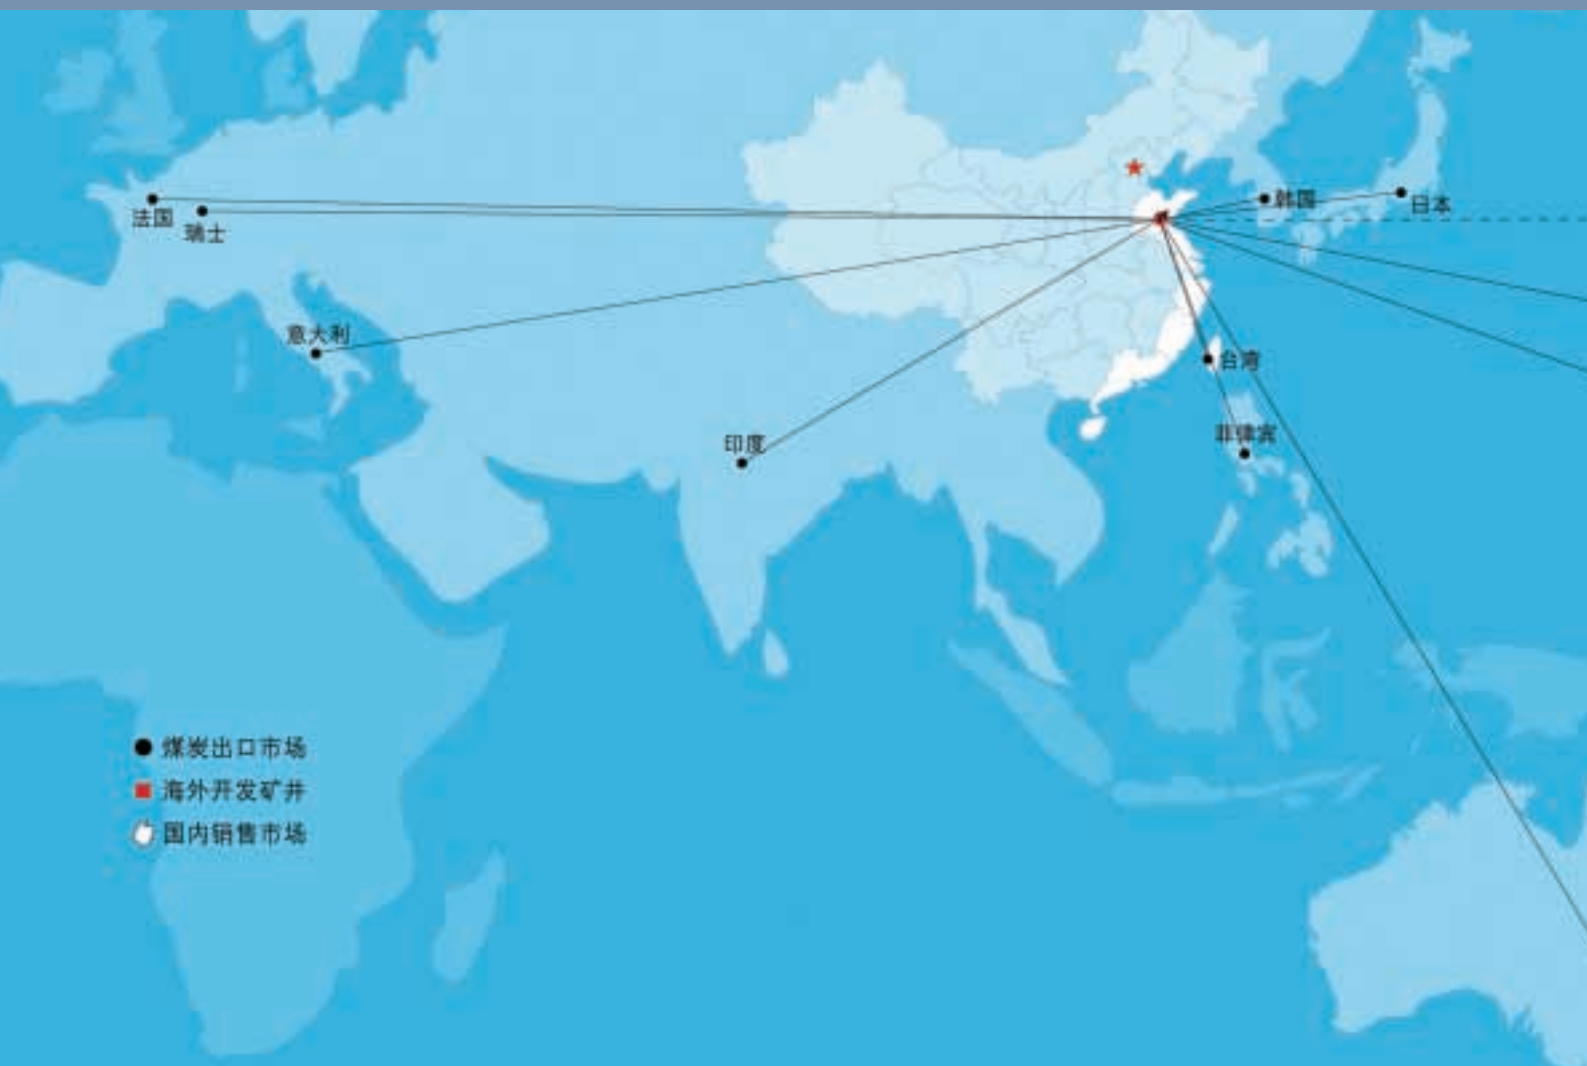 韩国
日本
法国
瑞士
意大利
台湾
菲律宾
印度
煤炭出口市场
海外开发矿井
国内销售市场